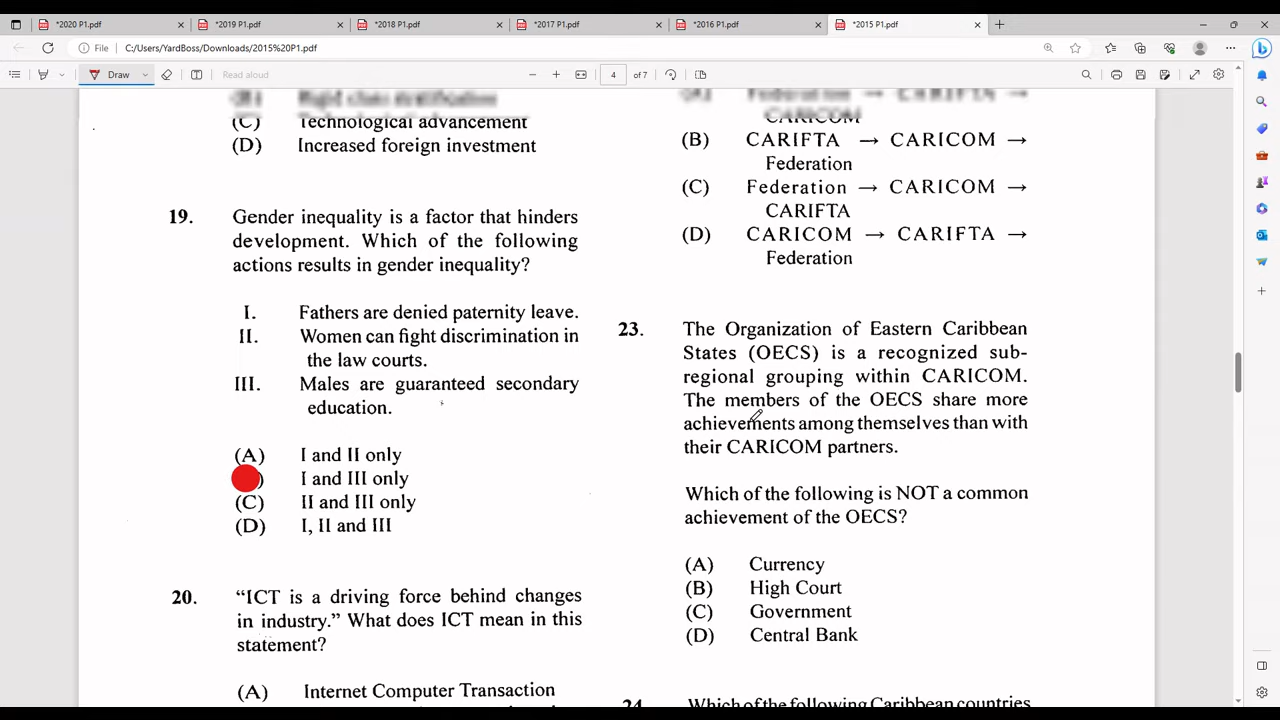 *2020 P1.pdf
*2019 P1.pdf
*2018 P1.pdf
*2017 P1.pdf
*2016 P1.pdf
*2015 P1.pdf
File C:/Users/YardBoss/Downloads/2015%20P1.pdf
Draw
Read aloud
4 of 7
(C) Technological advancement
(D) Increased foreign investment
19. Gender inequality is a factor that hinders
development. Which of the following
actions results in gender inequality?
I. Fathers are denied paternity leave.
II. Women can fight discrimination in
the law courts.
III. Males are guaranteed secondary
education.
(A) I and II only
) I and III only
(C) II and III only
(D) I, II and III
20. “ICT is a driving force behind changes
in industry.” What does ICT mean in this
statement?
(A) Internet Computer Transaction
CARICOM
(B) CARIFTA → CARICOM →
Federation
(C) Federation → CARICOM →
CARIFTA
(D) CARICOM → CARIFTA →
Federation
23. The Organization of Eastern Caribbean
States (OECS) is a recognized sub-
regional grouping within CARICOM.
The members of the OECS share more
achievements among themselves than with
their CARICOM partners.
Which of the following is NOT a common
achievement of the OECS?
(A) Currency
(B) High Court
(C) Government
(D) Central Bank
24. Which of the following Caribbean countries